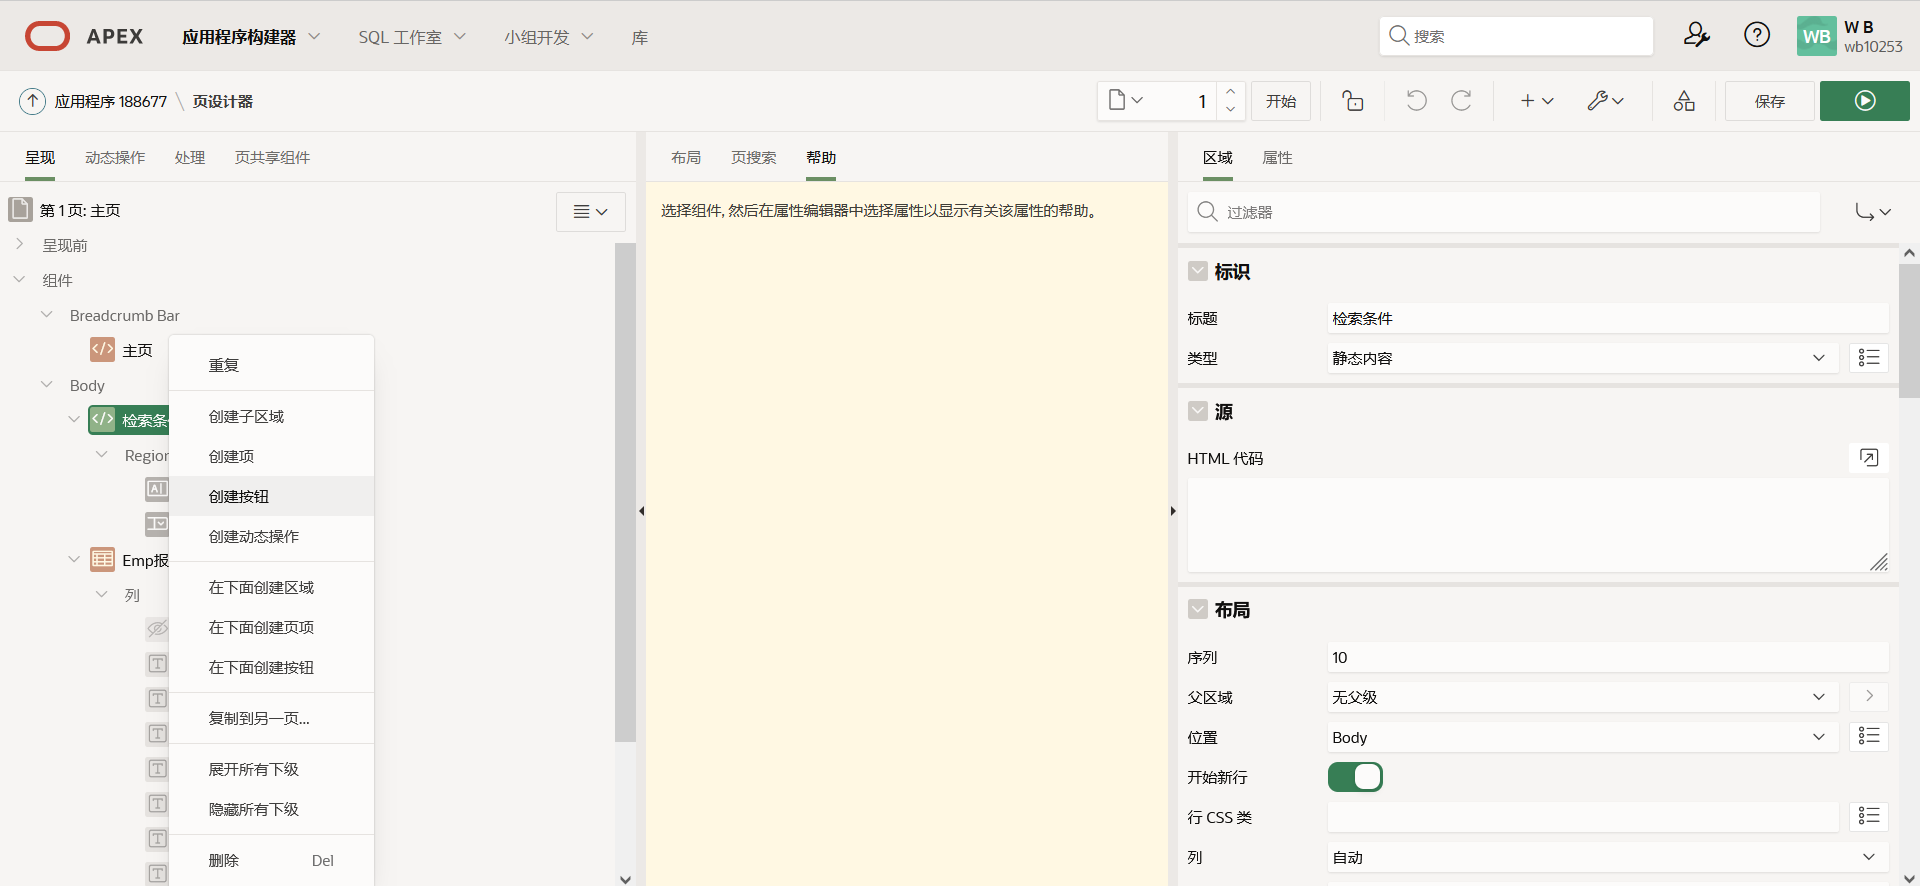 APEX
应用程序构建器
SQL 工作室
小组开发
库
搜索
WB
W B
wb10253
应用程序 188677
页设计器
1
开始
保存
呈现
动态操作
处理
页共享组件
布局
页搜索
帮助
区域
属性
第 1 页: 主页
选择组件, 然后在属性编辑器中选择属性以显示有关该属性的帮助。
过滤器
呈现前
组件
Breadcrumb Bar
主页
Body
检索条
Region
Emp报
列
重复
创建子区域
创建项
创建按钮
创建动态操作
在下面创建区域
在下面创建页项
在下面创建按钮
复制到另一页...
展开所有下级
隐藏所有下级
删除 Del
标识
标题 检索条件
类型 静态内容
源
HTML 代码
布局
序列 10
父区域 无父级
位置 Body
开始新行
行 CSS 类
列 自动